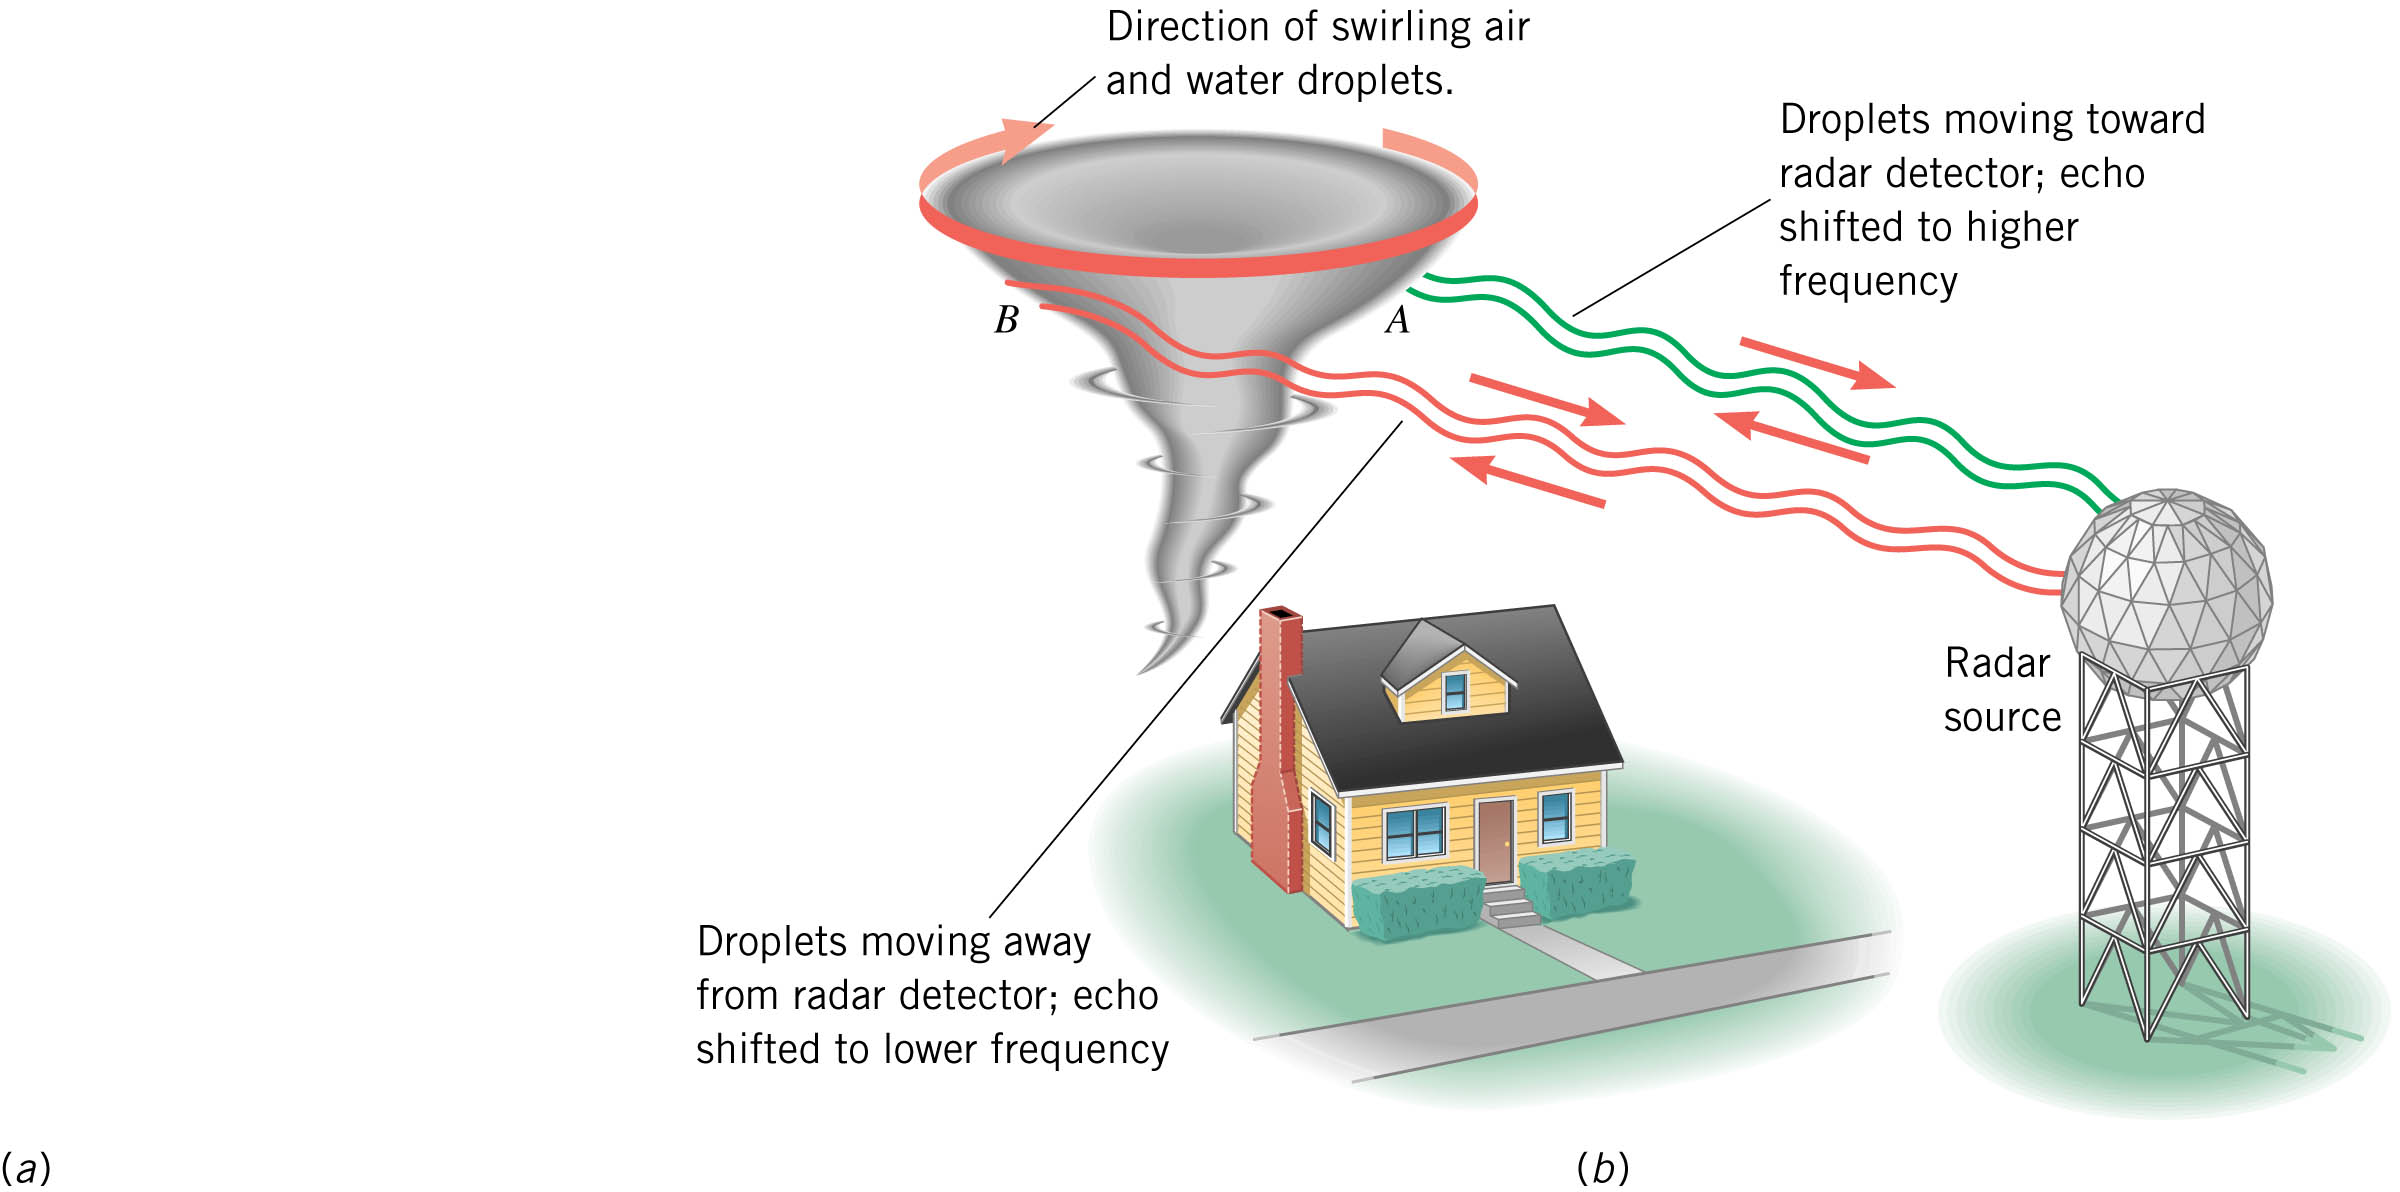 Direction of swirling air
and water droplets.
Droplets moving toward
radar detector; echo
shifted to higher
frequency
B
A
Radar
source
Droplets moving away
from radar detector; echo
shifted to lower frequency
(a)
(b)